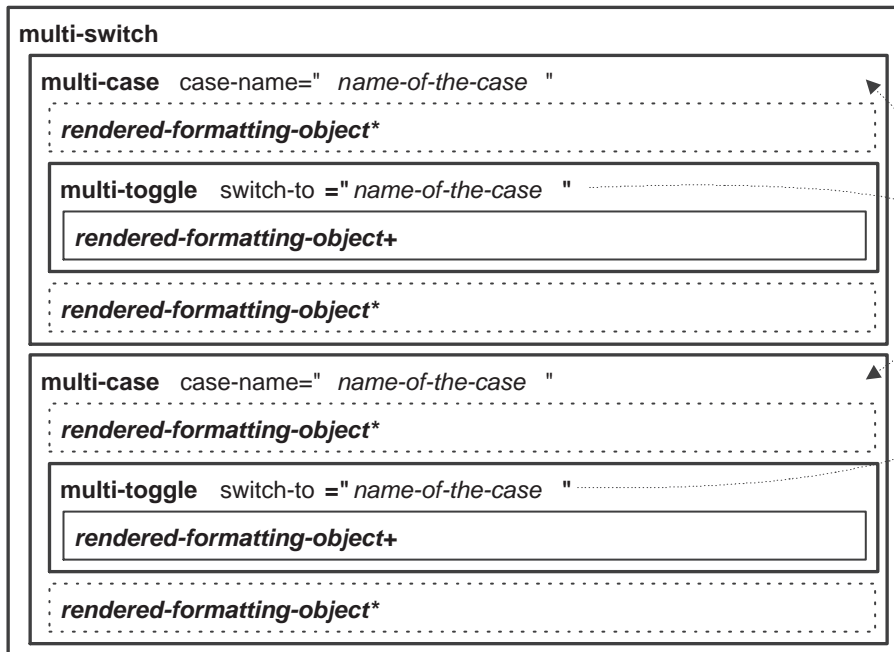 multi-switch
multi-case case-name=" name-of-the-case "
rendered-formatting-object*
multi-toggle switch-to ="name-of-the-case "
rendered-formatting-object+
rendered-formatting-object*
multi-case case-name=" name-of-the-case "
rendered-formatting-object*
multi-toggle switch-to ="name-of-the-case "
rendered-formatting-object+
rendered-formatting-object*